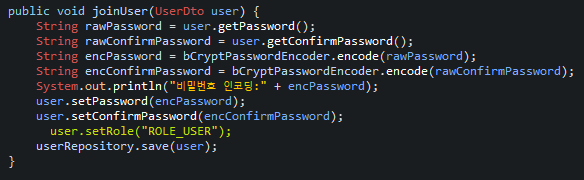 public void joinUser(UserDto user) {
String rawPassword = user.getPassword();
String rawConfirmPassword = user.getConfirmPassword();
String encPassword = bCryptPasswordEncoder.encode(rawPassword);
String encConfirmPassword = bCryptPasswordEncoder.encode(rawConfirmPassword);
System.out.println("비밀번호 인코딩:" + encPassword);
user.setPassword(encPassword);
user.setConfirmPassword(encConfirmPassword);
user.setRole("ROLE_USER");
userRepository.save(user);
}